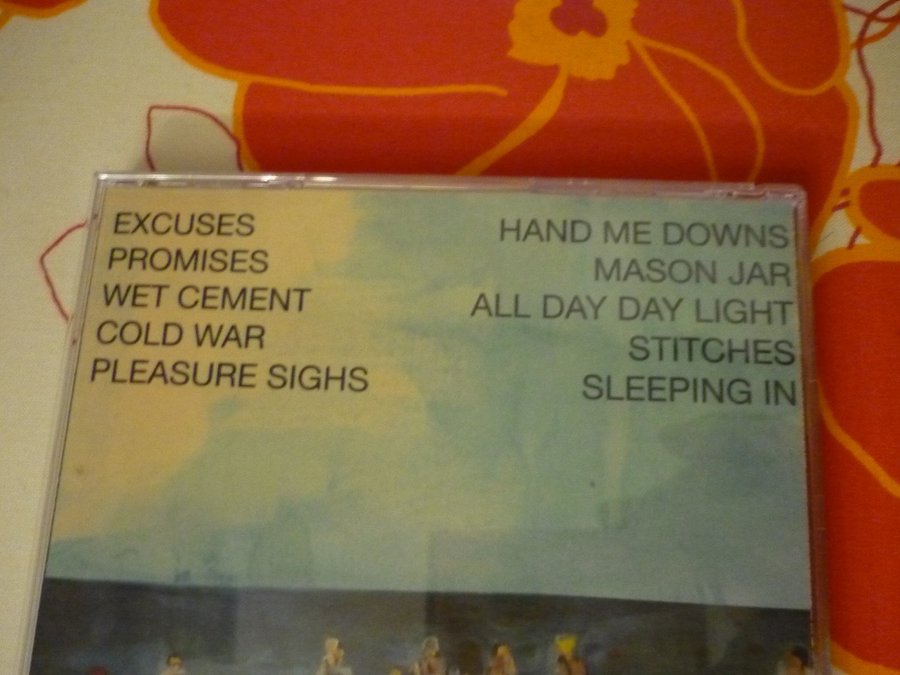 EXCUSES
PROMISES
WET CEMENT
COLD WAR
PLEASURE SIGHS
HAND ME DOWNS
MASON JAR
ALL DAY DAY LIGHT
STITCHES
SLEEPING IN